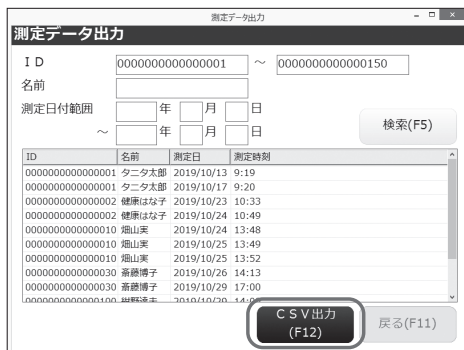 測定データ出力
測定データ出力
ID 0000000000000001 ～ 0000000000000150
名前
測定日付範囲 年 月 日
～ 年 月 日
検索(F5)
ID 名前 測定日 測定時刻
0000000000000001 タニタ太郎 2019/10/13 9:19
0000000000000001 タニタ太郎 2019/10/17 9:20
0000000000000002 健康はな子 2019/10/23 10:33
0000000000000002 健康はな子 2019/10/24 10:49
0000000000000010 畑山実 2019/10/24 13:48
0000000000000010 畑山実 2019/10/25 13:49
0000000000000010 畑山実 2019/10/25 13:52
0000000000000030 斎藤博子 2019/10/26 14:13
0000000000000030 斎藤博子 2019/10/29 17:00
0000000000000100 2019/10/29
CSV出力
(F12)
戻る(F11)